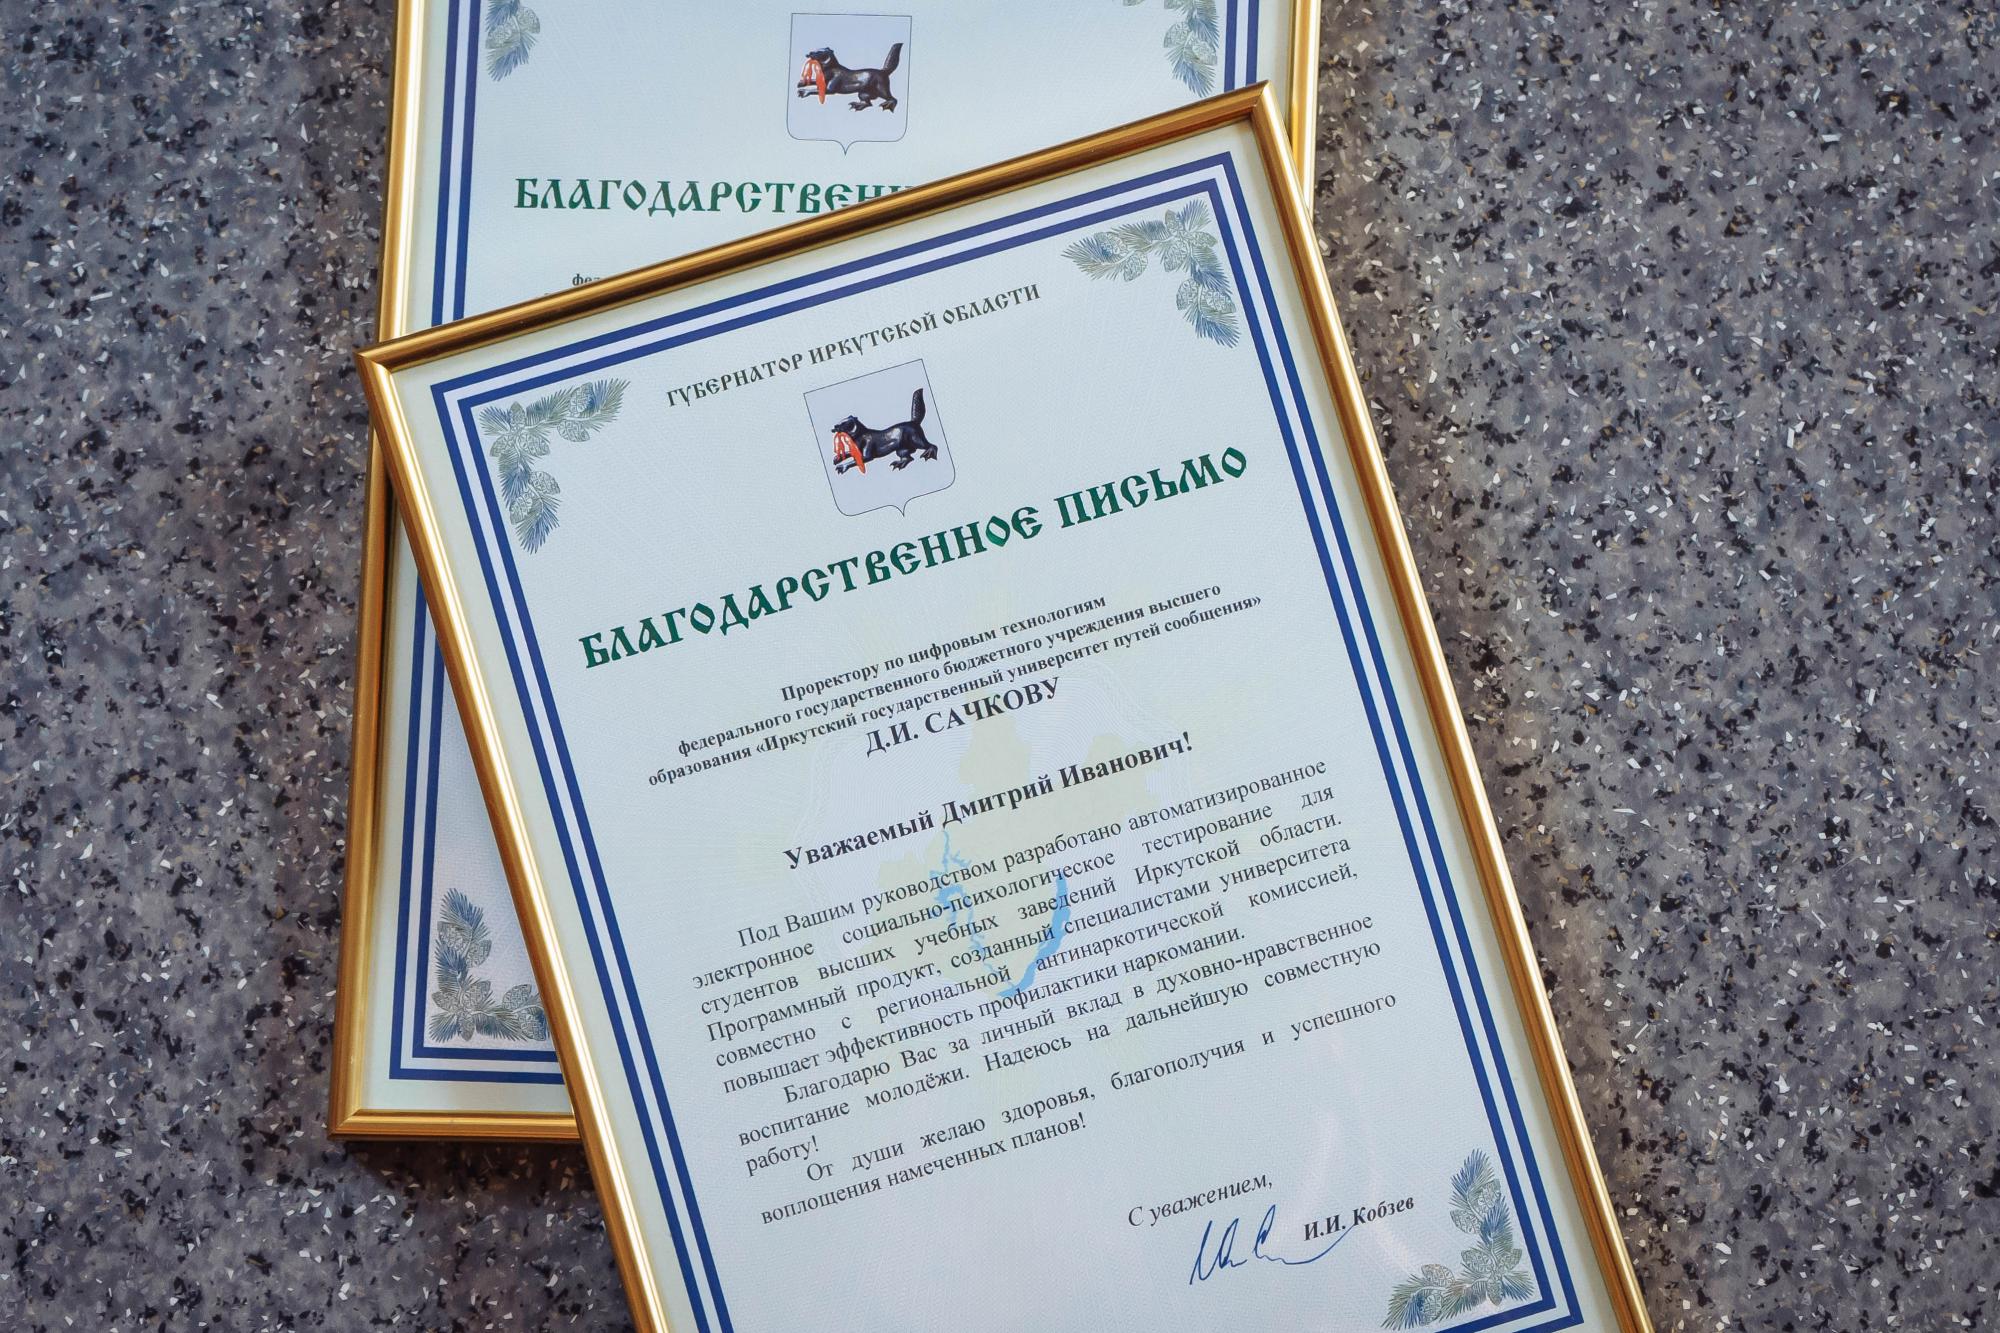 БЛАГОДАРСТВЕН
ГУБЕРНАТОР ИРКУТСКОЙ ОБЛАСТИ
БЛАГОДАРСТВЕННОЕ ПИСЬМО
Проректору по цифровым технологиям
федерального государственного бюджетного учреждения высшего
образования «Иркутский государственный университет путей сообщения»
Д.И. САЧКОВУ
Уважаемый Дмитрий Иванович!
Под Вашим руководством разработано автоматизированное
электронное социально-психологическое тестирование для
студентов высших учебных заведений Иркутской области.
Программный продукт, созданный специалистами университета
совместно с региональной антинаркотической комиссией,
повышает эффективность профилактики наркомании.
Благодарю Вас за личный вклад в духовно-нравственное
воспитание молодёжи. Надеюсь на дальнейшую совместную
работу!
От души желаю здоровья, благополучия и успешного
воплощения намеченных планов!
С уважением,
И.И. Кобзев